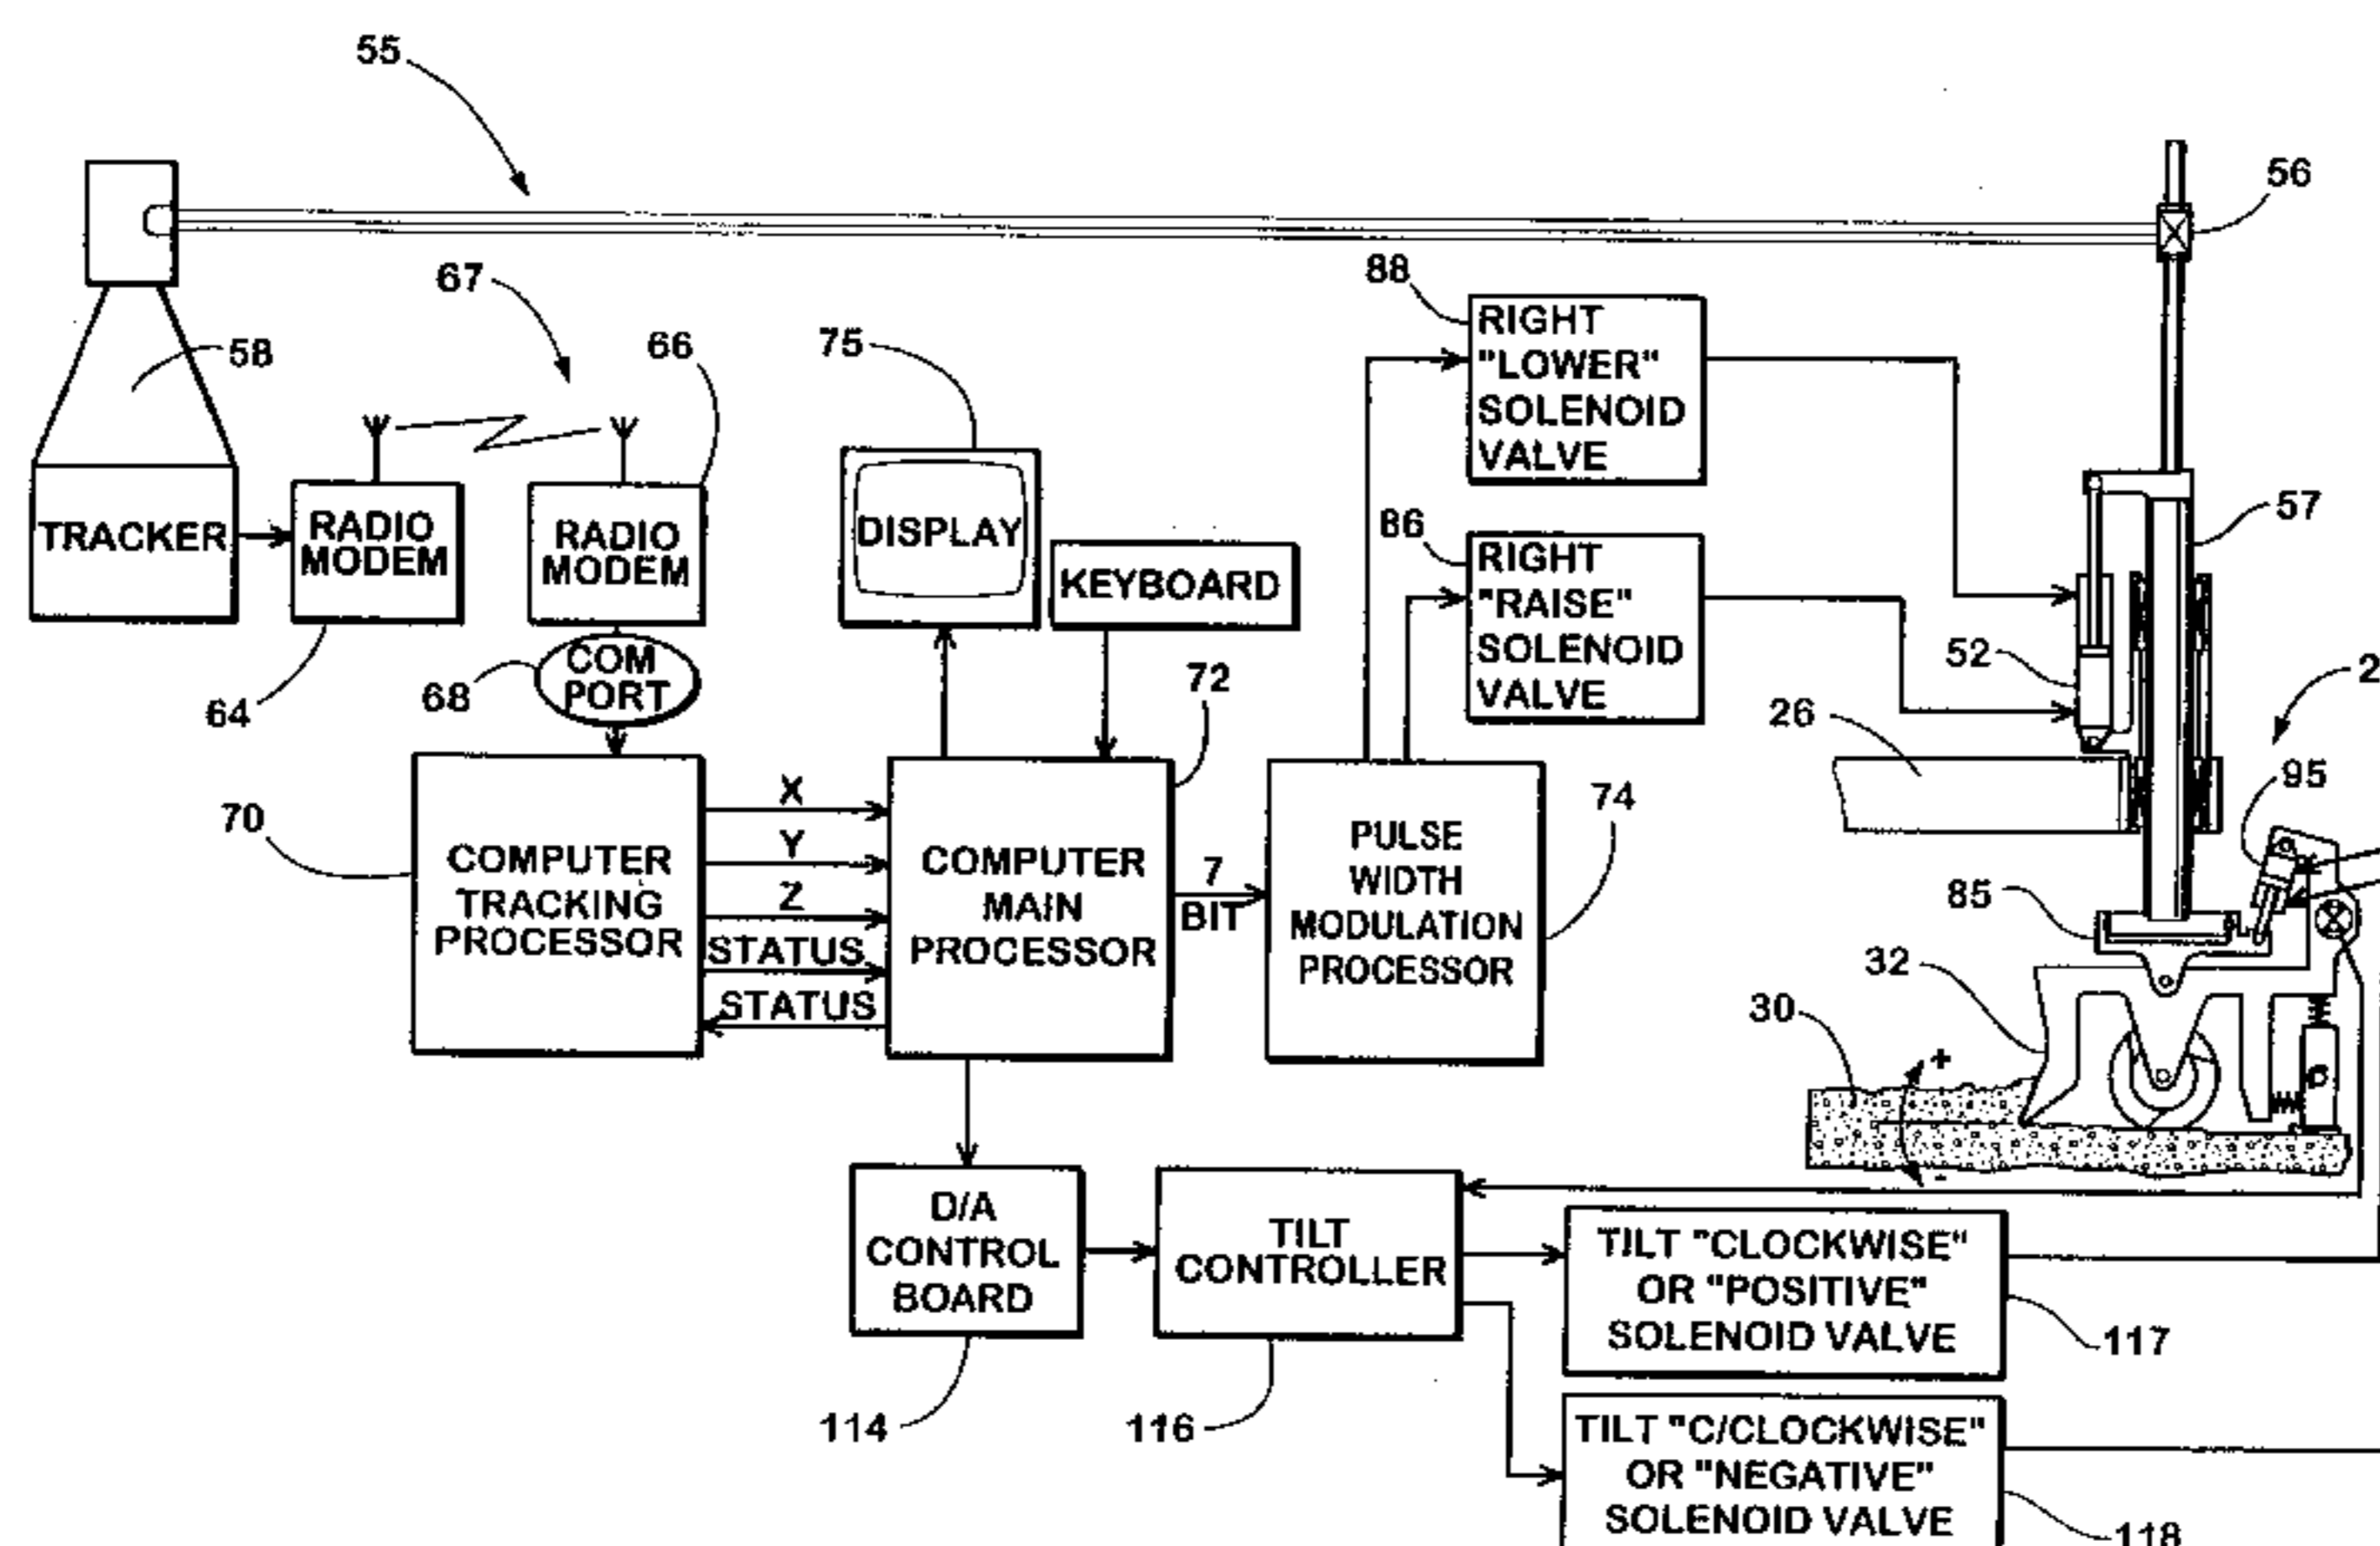 55
56
67
88
RIGHT
"LOWER"
SOLENOID
VALVE
58
66
75
TRACKER
RADIO
MODEM
RADIO
MODEM
DISPLAY
KEYBOARD
86
RIGHT
"RAISE"
SOLENOID
VALVE
57
52
64
68
COM
PORT
72
26
95
70
COMPUTER
TRACKING
PROCESSOR
X
Y
Z
STATUS
STATUS
COMPUTER
MAIN
PROCESSOR
7
BIT
PULSE
WIDTH
MODULATION
PROCESSOR
74
85
32
30
+
-
D/A
CONTROL
BOARD
TILT
CONTROLLER
TILT "CLOCKWISE"
OR "POSITIVE"
SOLENOID VALVE
117
114
116
TILT "C/CLOCKWISE"
OR "NEGATIVE"
SOLENOID VALVE
118